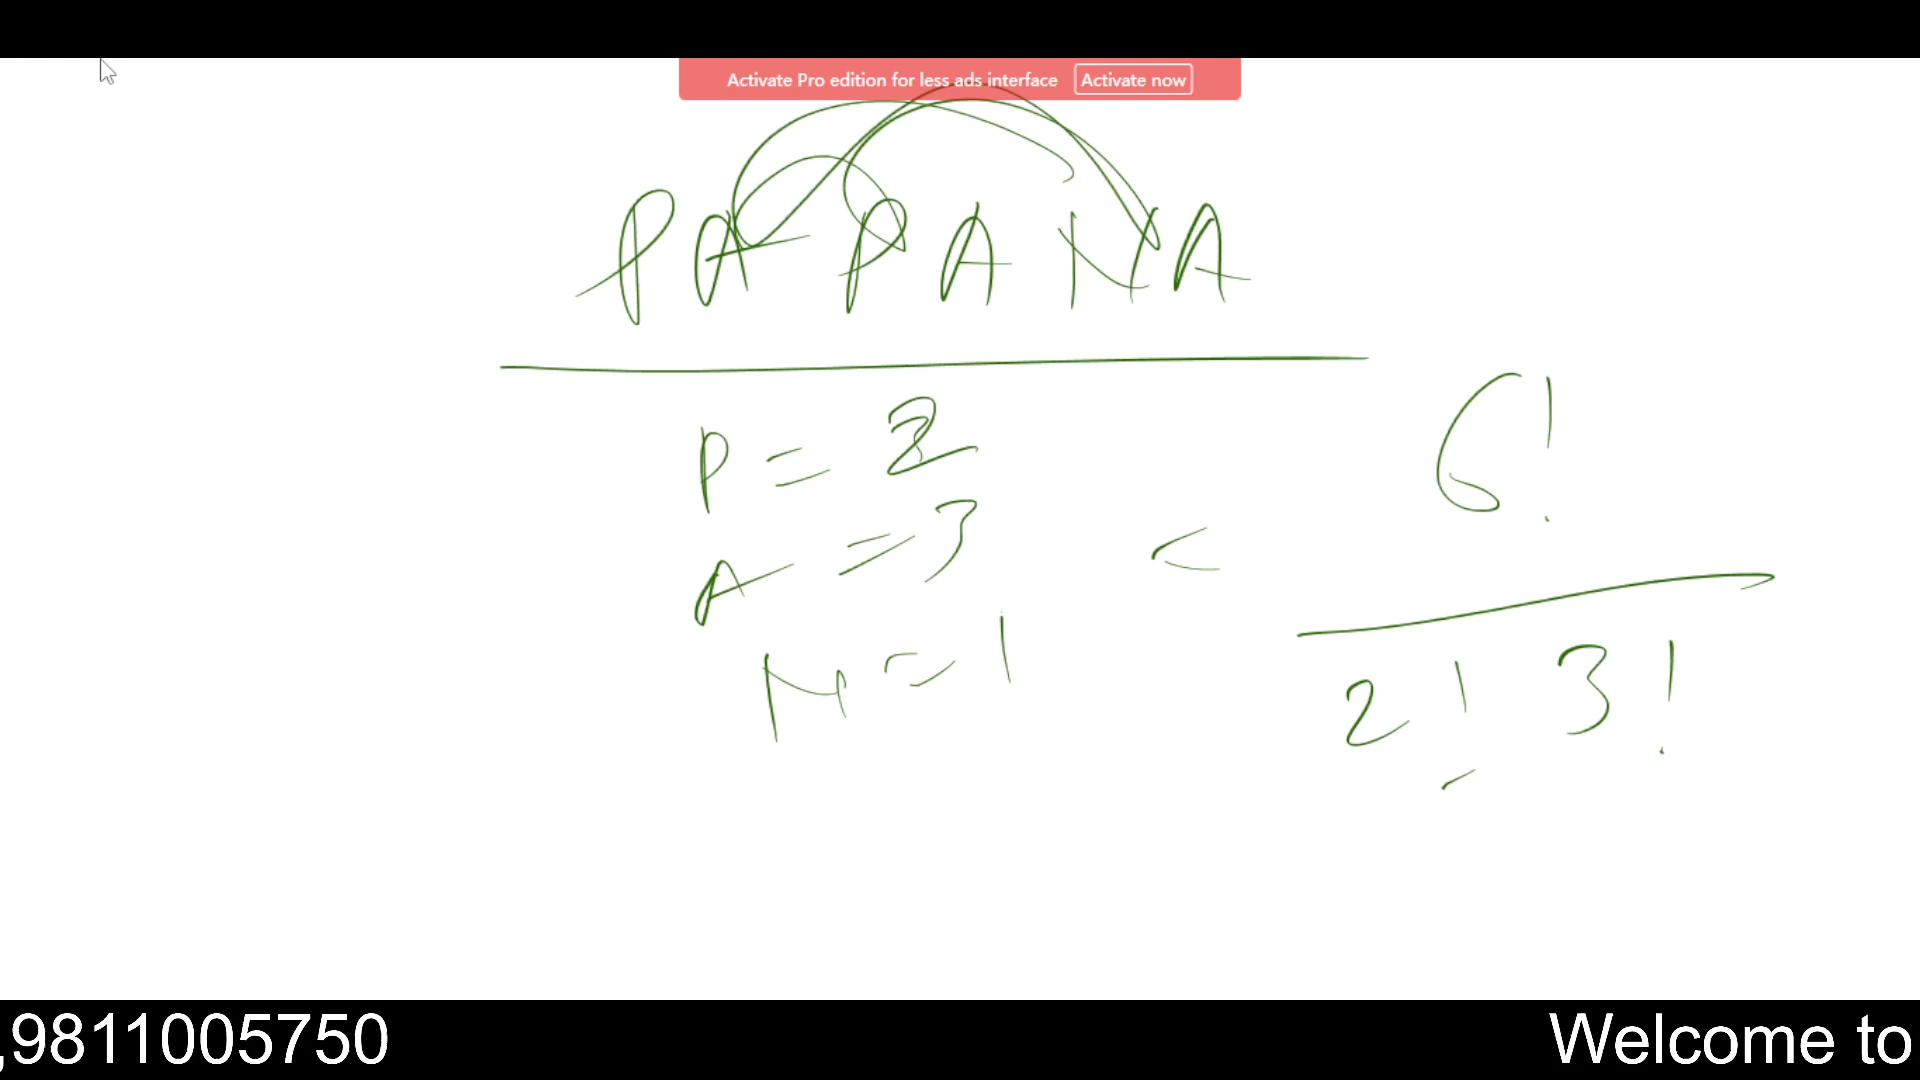 Activate Pro edition for less ads interface Activate now
PAPANA
P = 2
A = 3
N = 1
6!
2! 3!
,9811005750
Welcome to